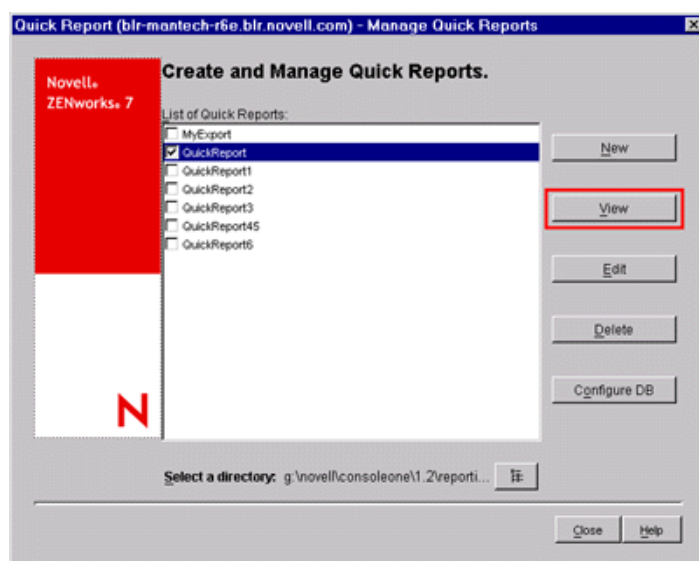 Quick Report (blr-mantech-r6e.blr.novell.com) - Manage Quick Reports
Novell®
ZENworks® 7
Create and Manage Quick Reports.
List of Quick Reports:
MyExport
QuickReport
QuickReport1
QuickReport2
QuickReport3
QuickReport45
QuickReport6
New
View
Edit
Delete
Configure DB
N
Select a directory: g:\novell\consoleone\1.2\reporti...
Close
Help